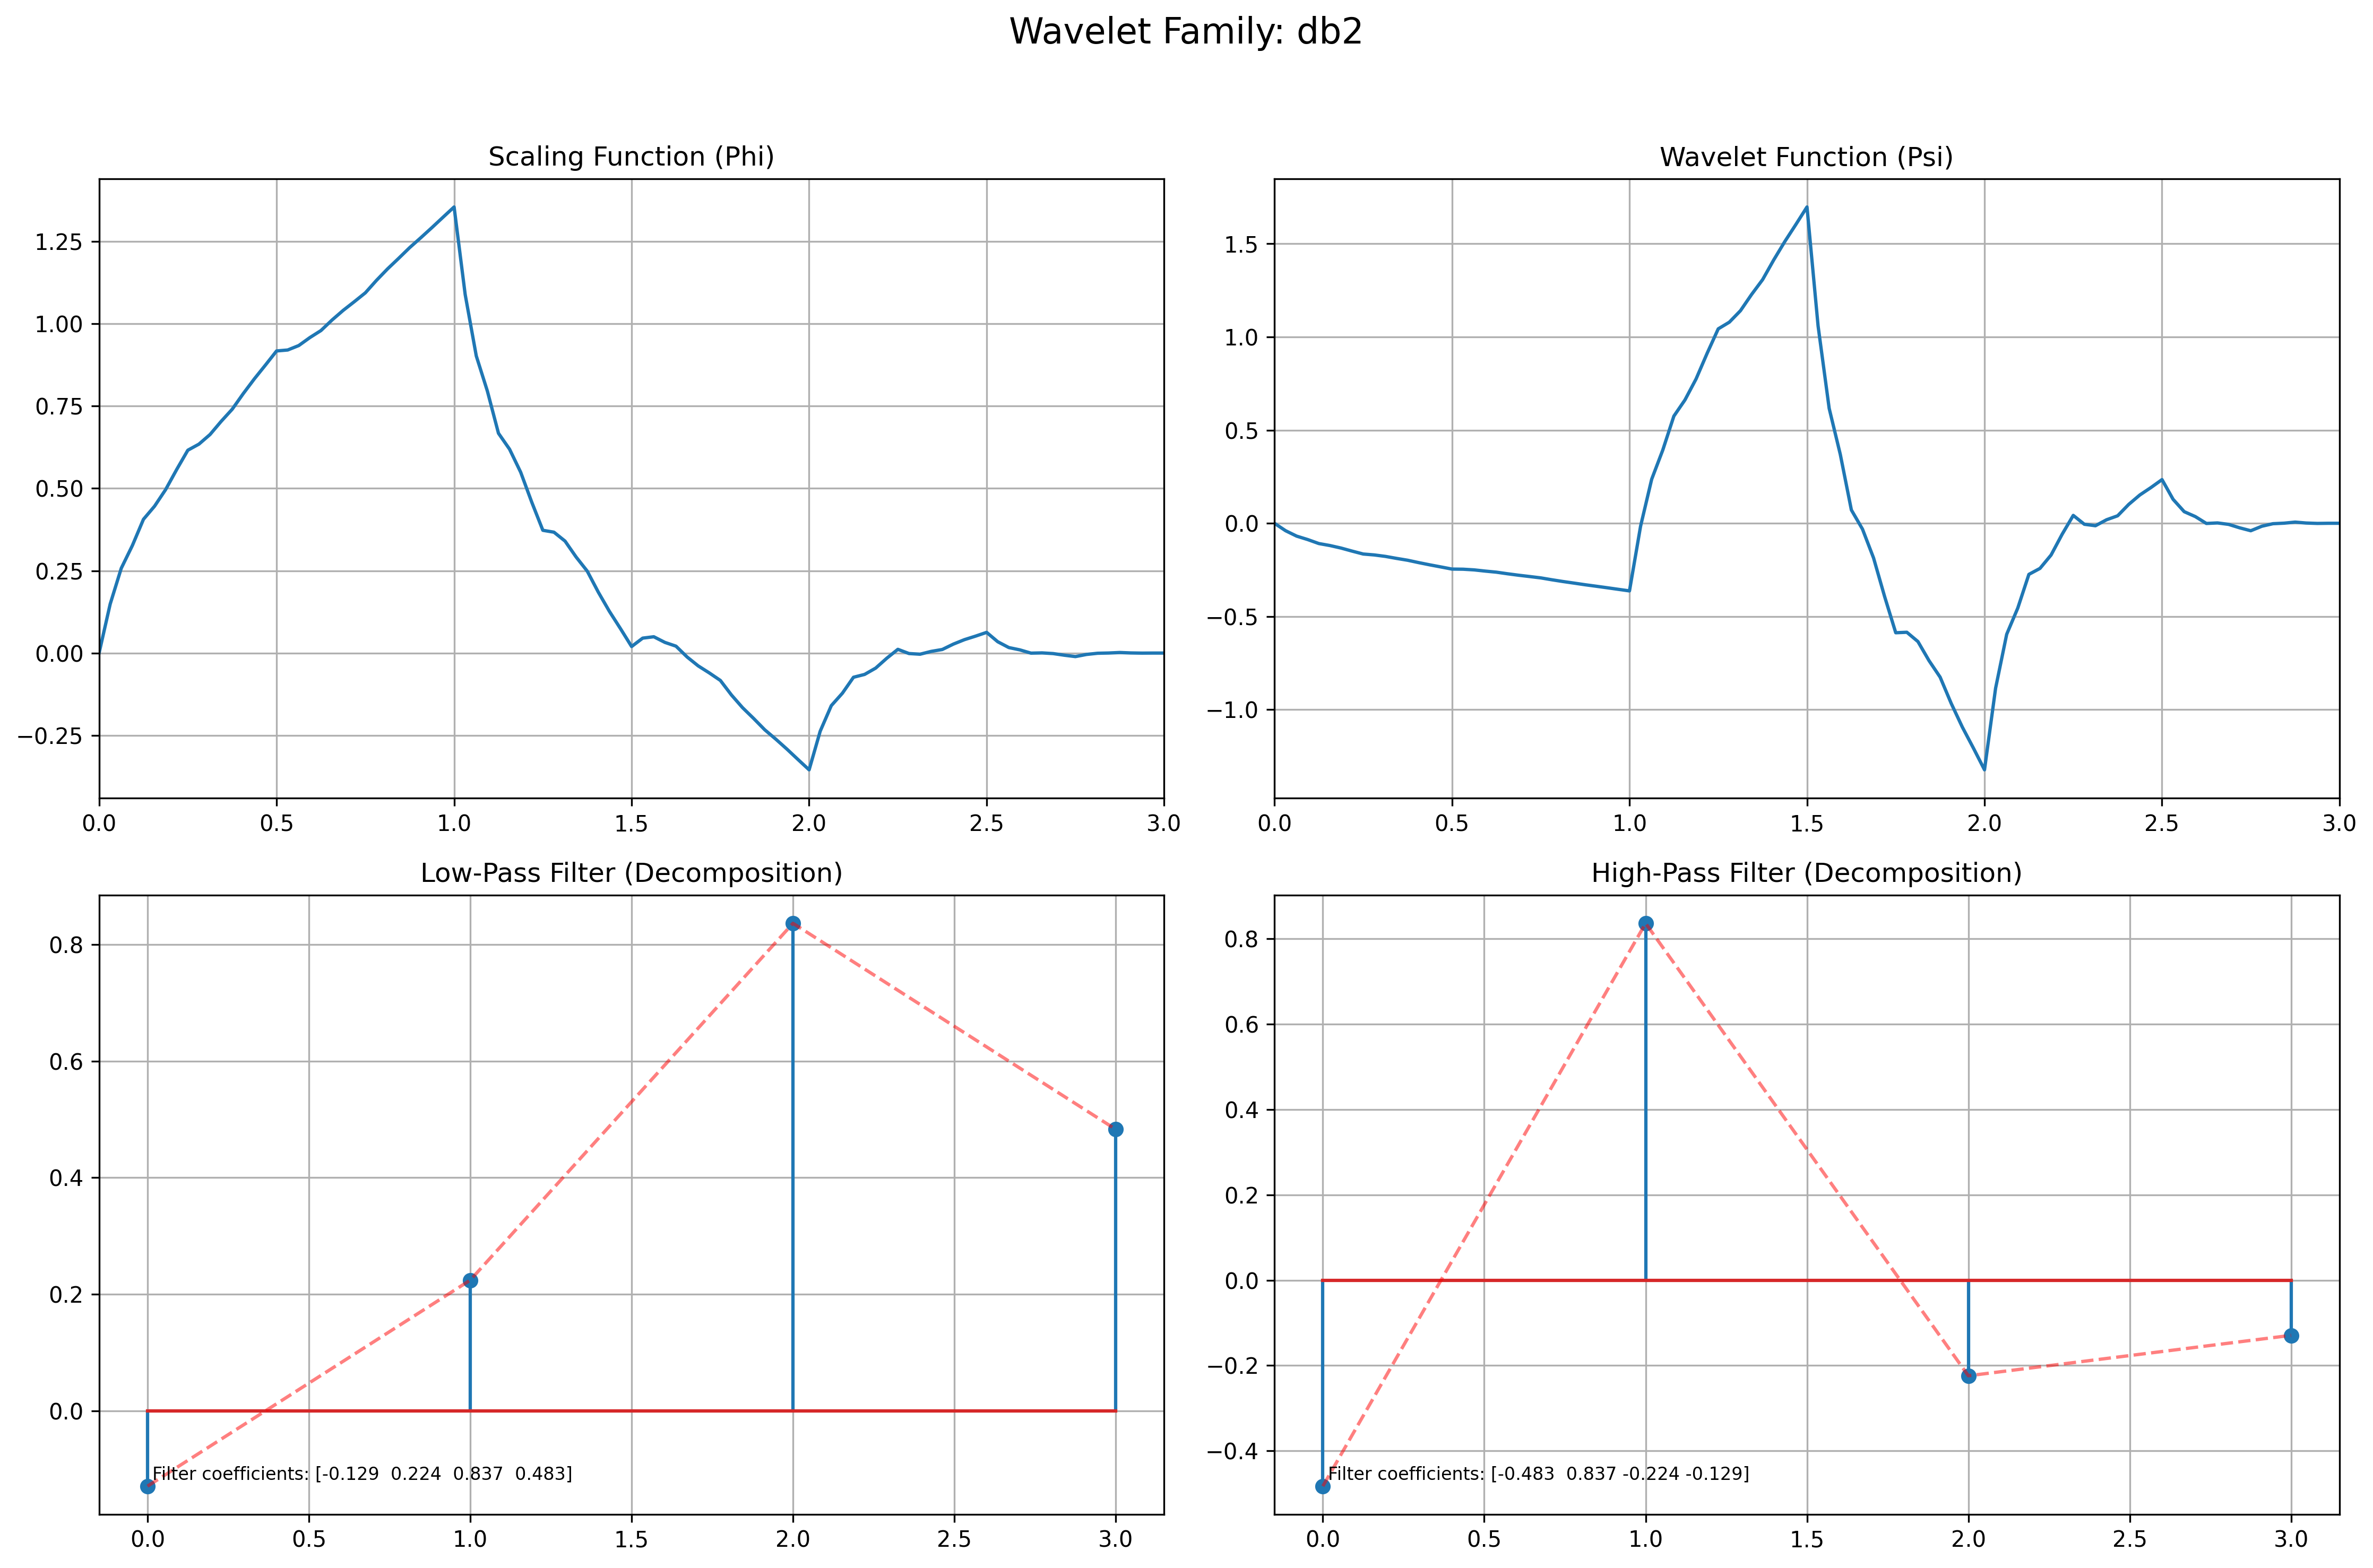 Wavelet Family: db2
Scaling Function (Phi)
1.25
1.00
0.75
0.50
0.25
0.00
−0.25
0.0 0.5 1.0 1.5 2.0 2.5 3.0
Wavelet Function (Psi)
1.5
1.0
0.5
0.0
−0.5
−1.0
0.0 0.5 1.0 1.5 2.0 2.5 3.0
Low-Pass Filter (Decomposition)
0.8
0.6
0.4
0.2
0.0
Filter coefficients: [-0.129  0.224  0.837  0.483]
0.0 0.5 1.0 1.5 2.0 2.5 3.0
High-Pass Filter (Decomposition)
0.8
0.6
0.4
0.2
0.0
−0.2
−0.4
Filter coefficients: [-0.483  0.837 -0.224 -0.129]
0.0 0.5 1.0 1.5 2.0 2.5 3.0